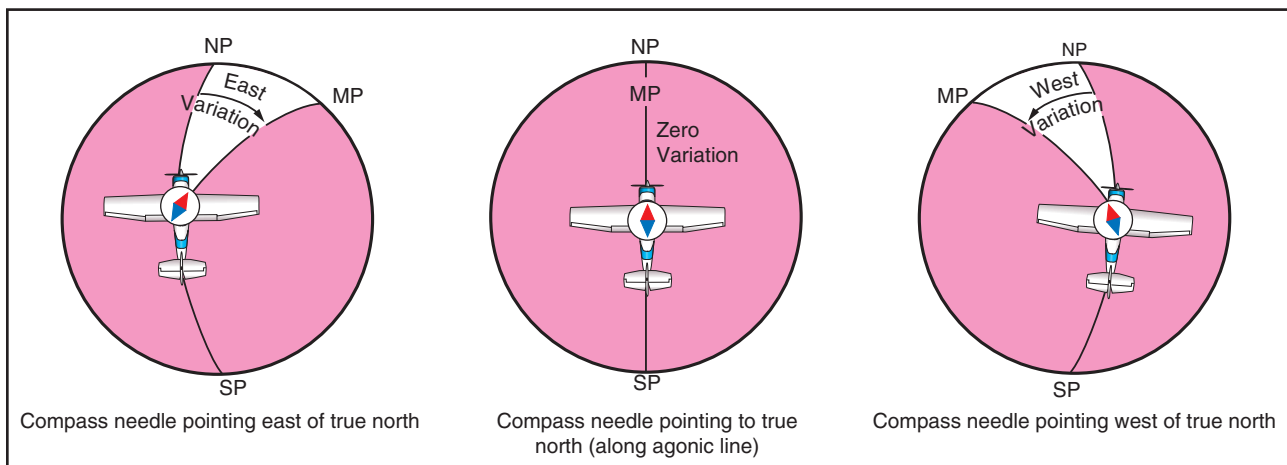 NP
East
Variation
MP
SP
Compass needle pointing east of true north
NP
MP
Zero
Variation
SP
Compass needle pointing to true
north (along agonic line)
NP
MP
West
Variation
SP
Compass needle pointing west of true north